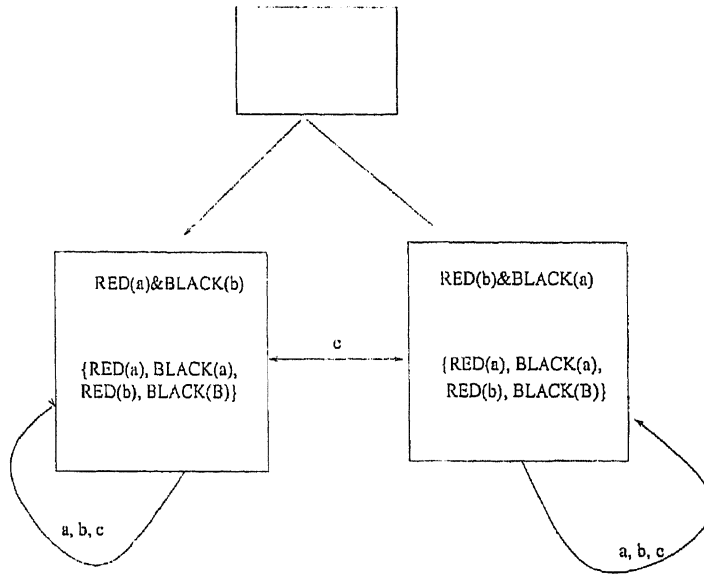 RED(a)&BLACK(b)
{RED(a), BLACK(a),
RED(b), BLACK(B)}
a, b, c
c
RED(b)&BLACK(a)
{RED(a), BLACK(a),
RED(b), BLACK(B)}
a, b, c